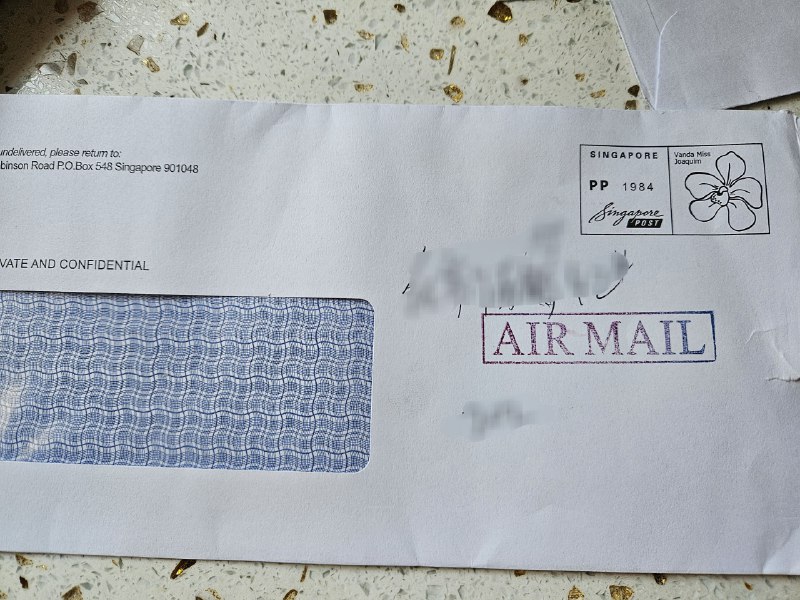 undelivered, please return to:
binson Road P.O.Box 548 Singapore 901048
SINGAPORE
PP 1984
Singapore
POST
Vanda Miss
Joaquim
VATE AND CONFIDENTIAL
AIR MAIL